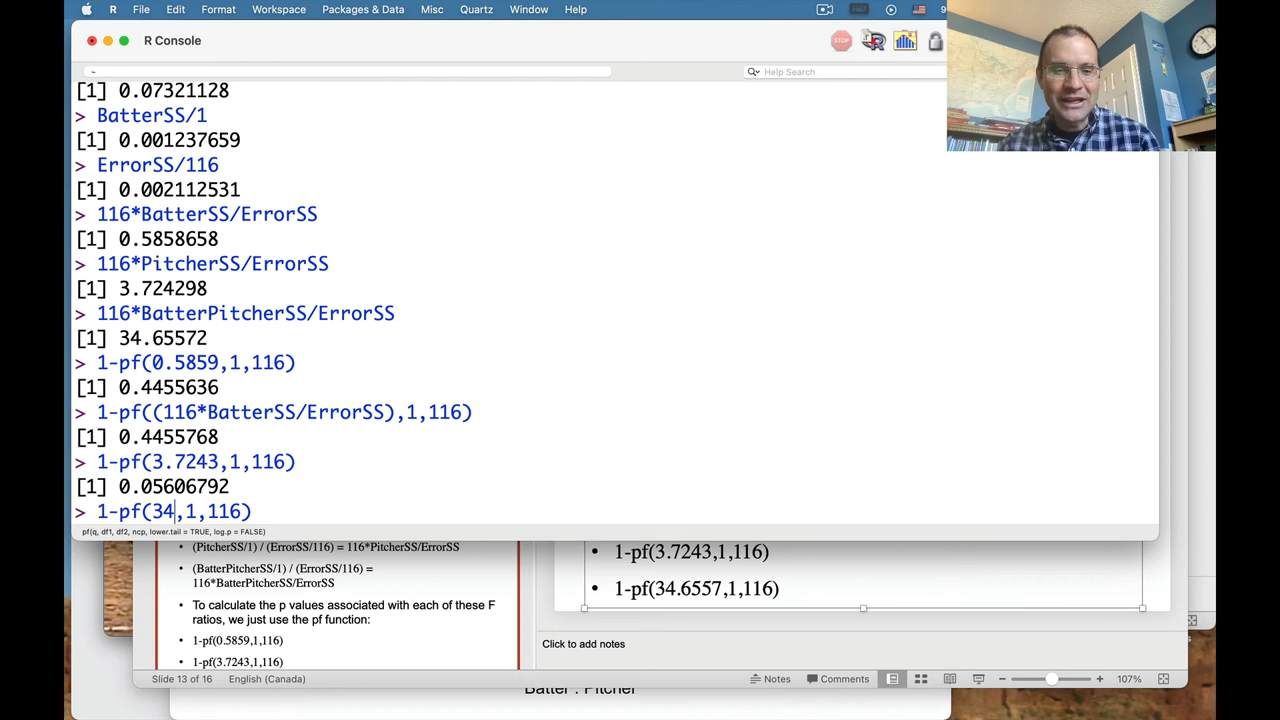 R File Edit Format Workspace Packages & Data Misc Quartz Window Help
R Console
STOP
~
Help Search
[1] 0.07321128
> BatterSS/1
[1] 0.001237659
> ErrorSS/116
[1] 0.002112531
> 116*BatterSS/ErrorSS
[1] 0.5858658
> 116*PitcherSS/ErrorSS
[1] 3.724298
> 116*BatterPitcherSS/ErrorSS
[1] 34.65572
> 1-pf(0.5859,1,116)
[1] 0.4455636
> 1-pf((116*BatterSS/ErrorSS),1,116)
[1] 0.4455768
> 1-pf(3.7243,1,116)
[1] 0.05606792
> 1-pf(34,1,116)
pf(q, df1, df2, ncp, lower.tail = TRUE, log.p = FALSE)
• (PitcherSS/1) / (ErrorSS/116) = 116*PitcherSS/ErrorSS
• (BatterPitcherSS/1) / (ErrorSS/116) =
116*BatterPitcherSS/ErrorSS
• To calculate the p values associated with each of these F
ratios, we just use the pf function:
• 1-pf(0.5859,1,116)
• 1-pf(3.7243,1,116)
• 1-pf(3.7243,1,116)
• 1-pf(34.6557,1,116)
Click to add notes
Slide 13 of 16 English (Canada) Notes Comments 107%
Batter : Pitcher